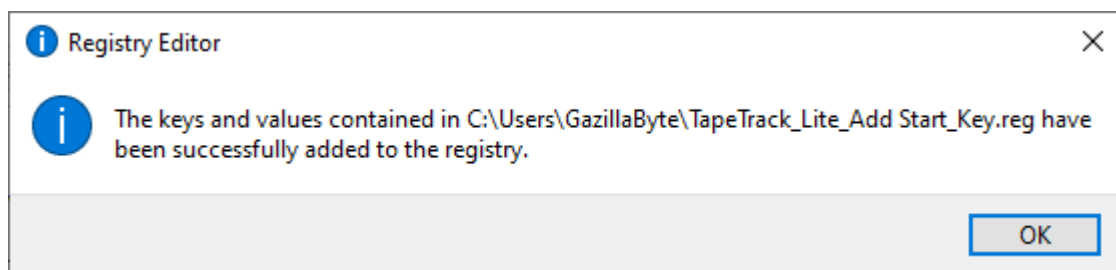 Registry Editor
The keys and values contained in C:\Users\GazillaByte\TapeTrack_Lite_Add Start_Key.reg have
been successfully added to the registry.
OK